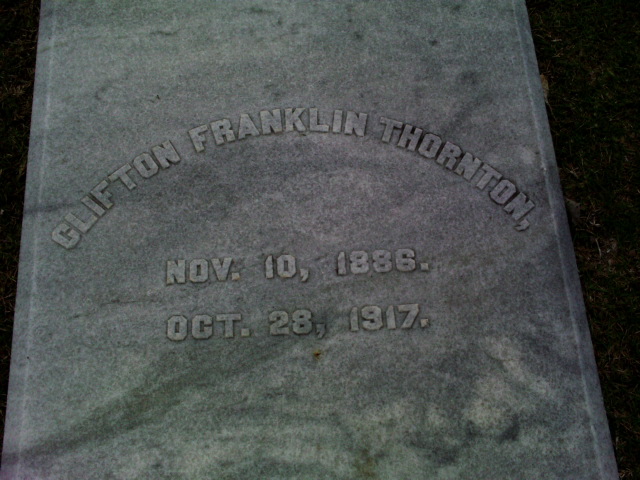 CLIFTON FRANKLIN THORNTON,
NOV. 10, 1886.
OCT. 28, 1917.